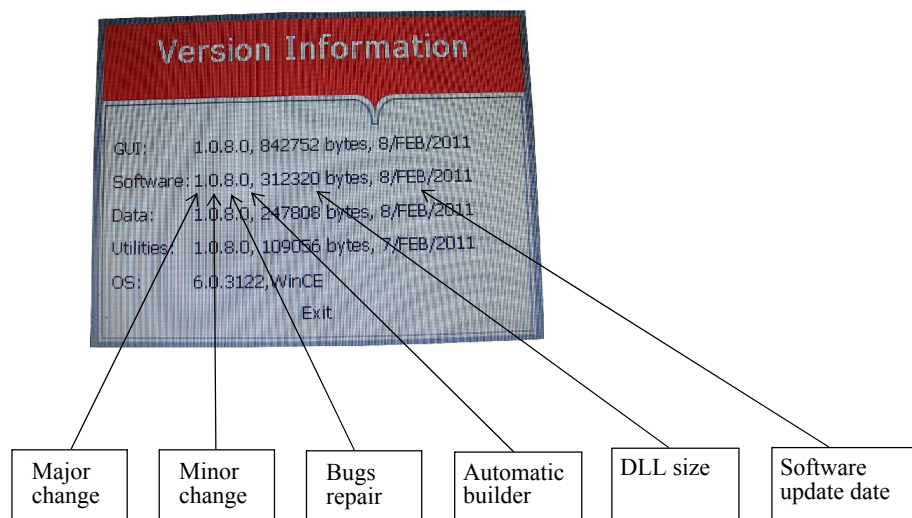 Version Information
GUI: 1.0.8.0, 842752 bytes, 8/FEB/2011
Software: 1.0.8.0, 312320 bytes, 8/FEB/2011
Data: 1.0.8.0, 247808 bytes, 8/FEB/2011
Utilities: 1.0.8.0, 109056 bytes, 7/FEB/2011
OS: 6.0.3122,WinCE
Exit
Major
change
Minor
change
Bugs
repair
Automatic
builder
DLL size
Software
update date